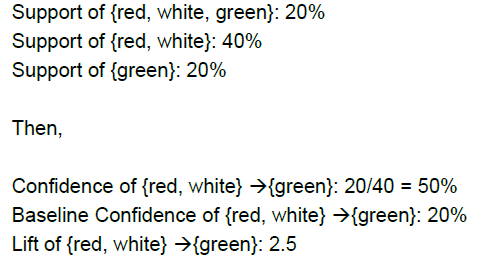 Support of {red, white, green}: 20%
Support of {red, white}: 40%
Support of {green}: 20%
Then,
Confidence of {red, white} →{green}: 20/40 = 50%
Baseline Confidence of {red, white} →{green}: 20%
Lift of {red, white} →{green}: 2.5